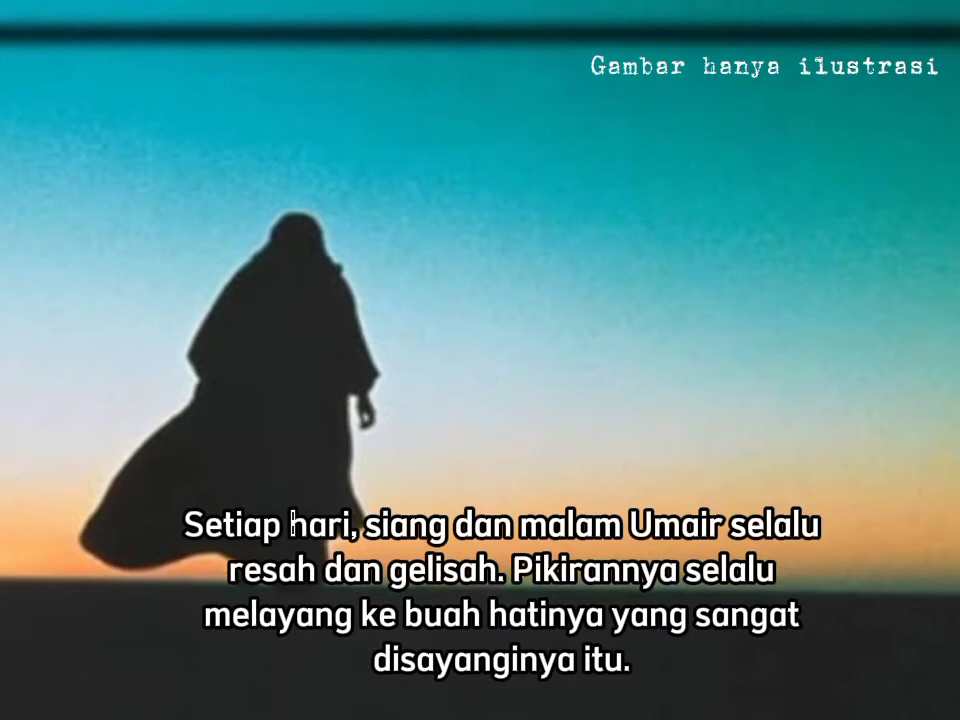 Gambar hanya ilustrasi
Setiap hari, siang dan malam Umair selalu
resah dan gelisah. Pikirannya selalu
melayang ke buah hatinya yang sangat
disayanginya itu.